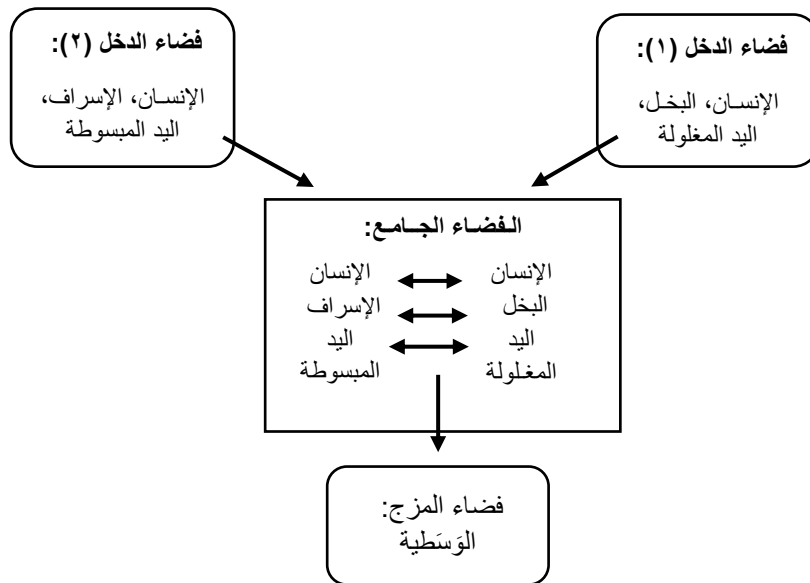 فضاء الدخل (١):
الإنسان، البخل،
اليد المغلولة
فضاء الدخل (٢):
الإنسان، الإسراف،
اليد المبسوطة
الفضاء الجامع:
الإنسان الإنسان
البخل الإسراف
اليد اليد
المغلولة المبسوطة
فضاء المزج:
الوَسَطية